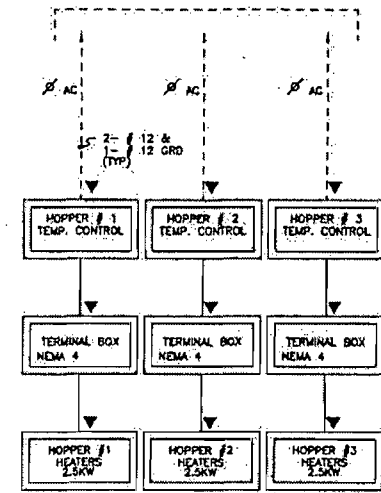 Ø AC
Ø AC
Ø AC
2- # 12 &
1- # 12 GRD
(TYP)
HOPPER # 1
TEMP. CONTROL
HOPPER # 2
TEMP. CONTROL
HOPPER # 3
TEMP. CONTROL
TERMINAL BOX
NEMA 4
TERMINAL BOX
NEMA 4
TERMINAL BOX
NEMA 4
HOPPER #1
HEATERS
2.5KW
HOPPER #2
HEATERS
2.5KW
HOPPER #3
HEATERS
2.5KW